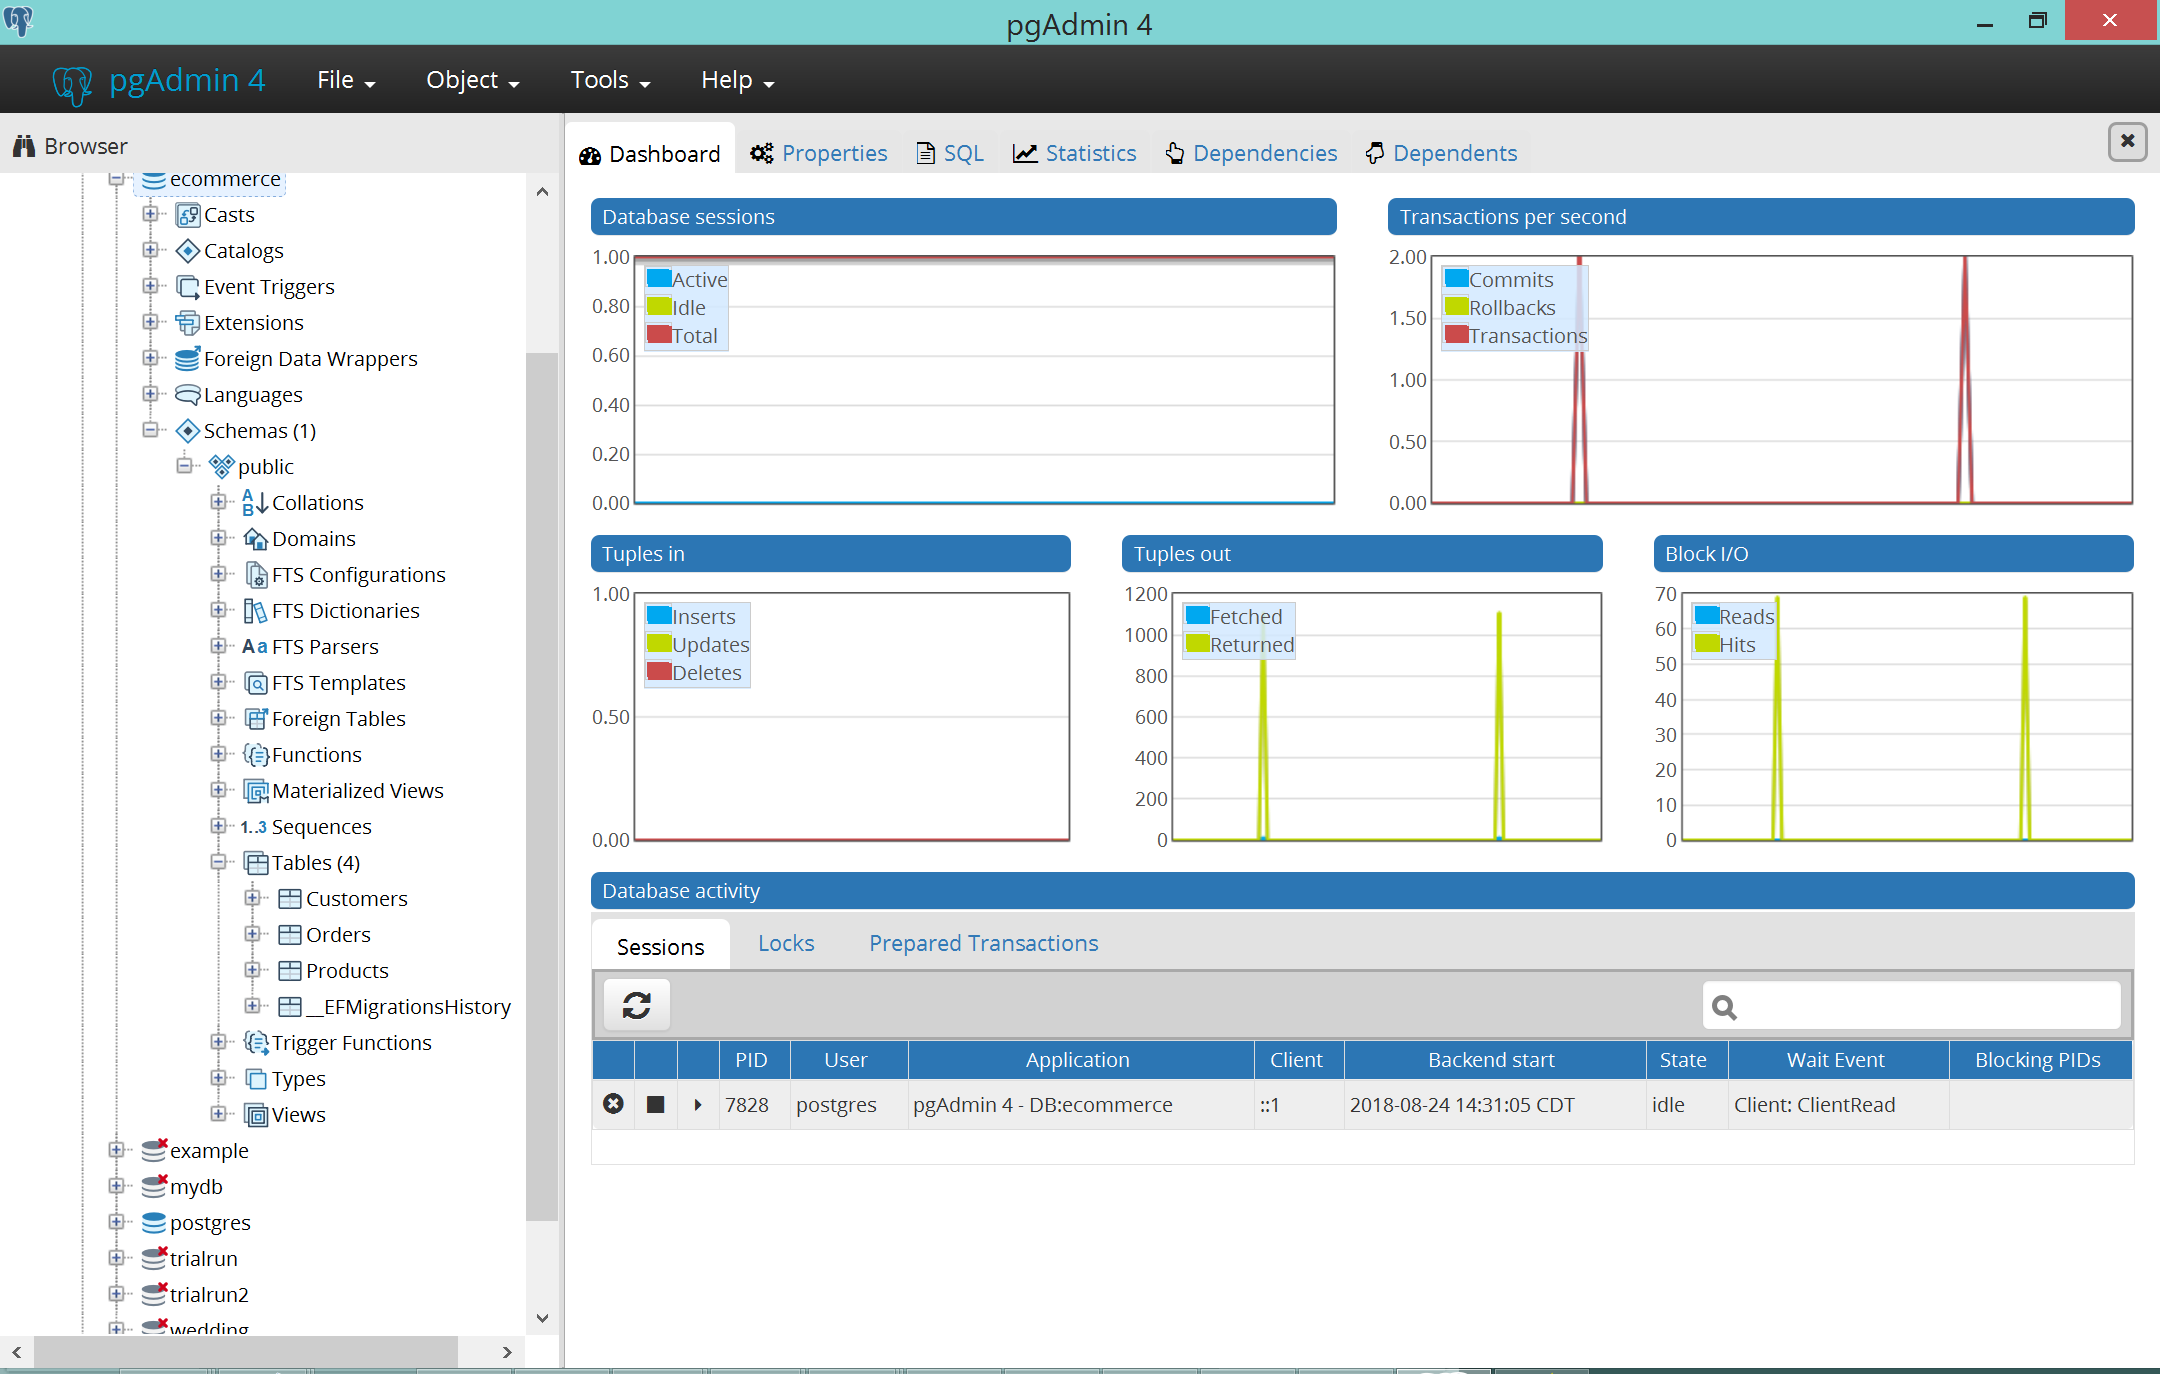 pgAdmin 4
pgAdmin 4 File Object Tools Help
Browser
ecommerce
Casts
Catalogs
Event Triggers
Extensions
Foreign Data Wrappers
Languages
Schemas (1)
public
Collations
Domains
FTS Configurations
FTS Dictionaries
Aa FTS Parsers
FTS Templates
Foreign Tables
Functions
Materialized Views
1..3 Sequences
Tables (4)
Customers
Orders
Products
__EFMigrationsHistory
Trigger Functions
Types
Views
example
mydb
postgres
trialrun
trialrun2
wedding
Dashboard Properties SQL Statistics Dependencies Dependents
Database sessions
1.00
0.80
0.60
0.40
0.20
0.00
Active
Idle
Total
Transactions per second
2.00
1.50
1.00
0.50
0.00
Commits
Rollbacks
Transactions
Tuples in
1.00
0.50
0.00
Inserts
Updates
Deletes
Tuples out
1200
1000
800
600
400
200
0
Fetched
Returned
Block I/O
70
60
50
40
30
20
10
0
Reads
Hits
Database activity
Sessions Locks Prepared Transactions
PID User Application Client Backend start State Wait Event Blocking PIDs
7828 postgres pgAdmin 4 - DB:ecommerce ::1 2018-08-24 14:31:05 CDT idle Client: ClientRead